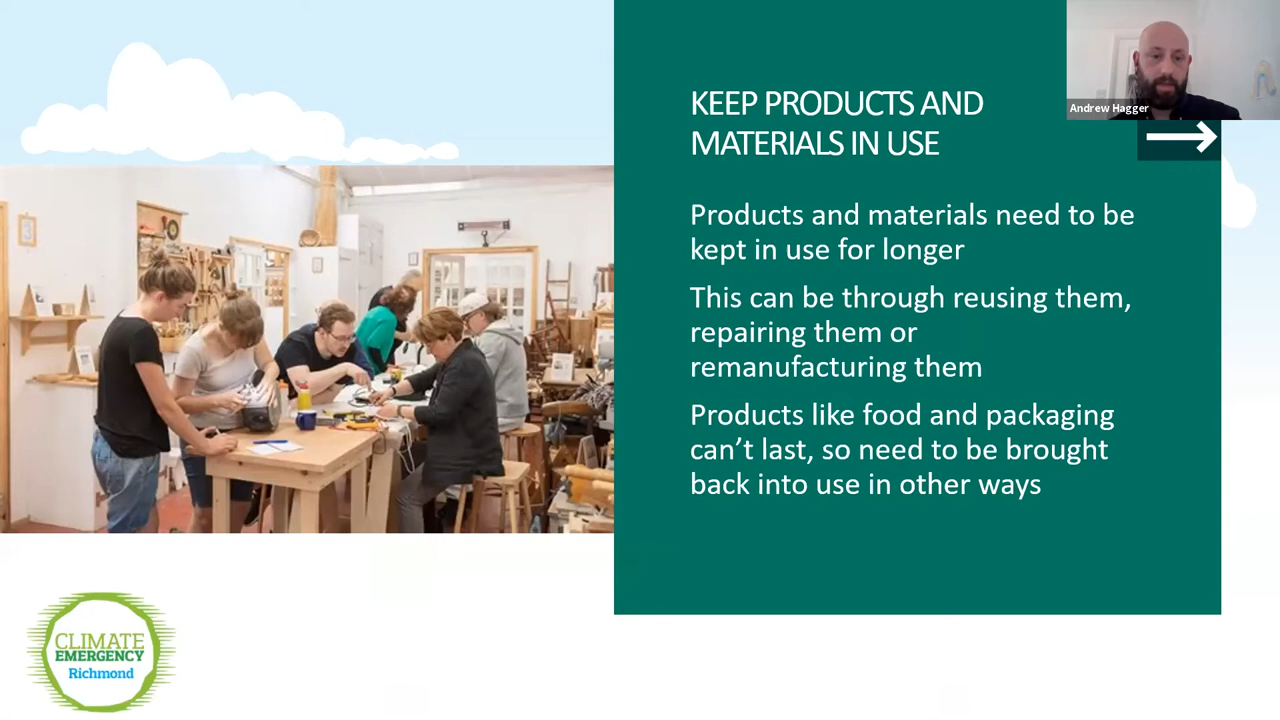 KEEP PRODUCTS AND
MATERIALS IN USE
Andrew Hagger
Products and materials need to be
kept in use for longer
This can be through reusing them,
repairing them or
remanufacturing them
Products like food and packaging
can’t last, so need to be brought
back into use in other ways
CLIMATE
EMERGENCY
Richmond